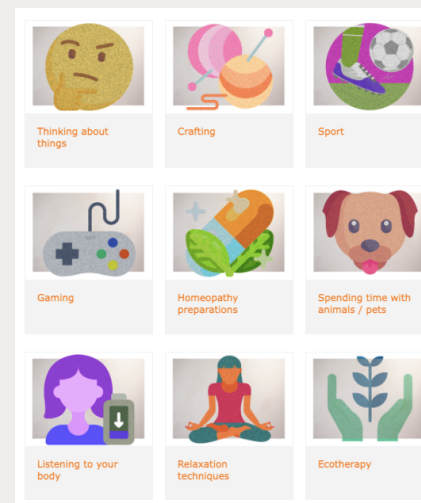 Thinking about
things
Crafting
Sport
Gaming
Homeopathy
preparations
Spending time with
animals / pets
Listening to your
body
Relaxation
techniques
Ecotherapy